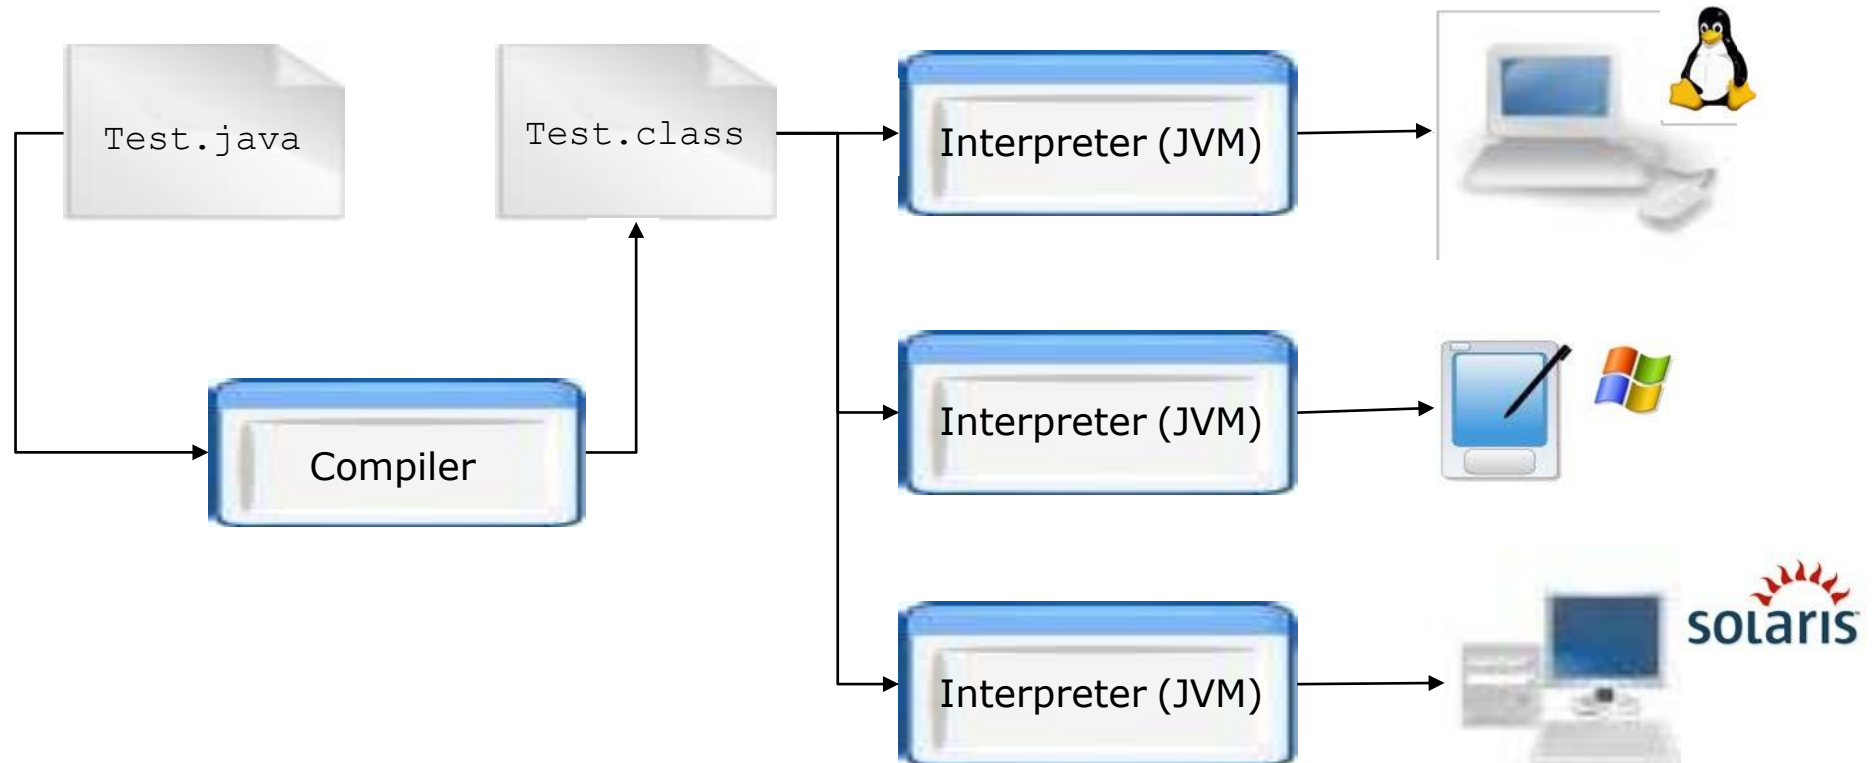 Test.java
Test.class
Interpreter (JVM)
Interpreter (JVM)
Compiler
Interpreter (JVM)
solaris